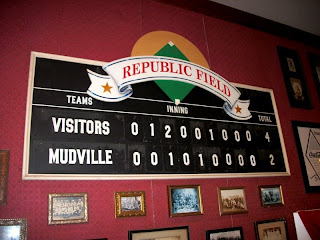 REPUBLIC FIELD
TEAMS INNING TOTAL
VISITORS 0 1 2 0 0 1 0 0 0 4
MUDVILLE 0 0 1 0 1 0 0 0 0 2